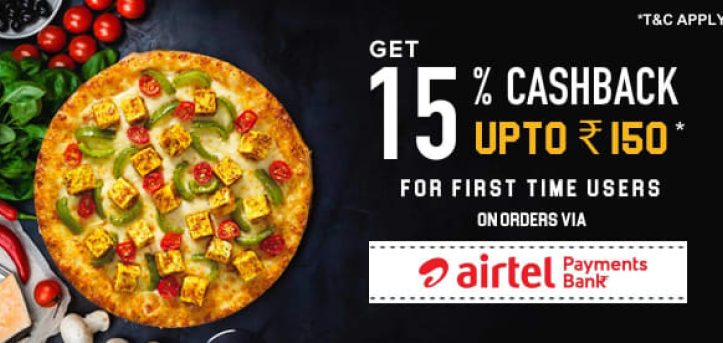 *T&C APPLY
GET
15% CASHBACK
UPTO ₹150*
FOR FIRST TIME USERS
ON ORDERS VIA
airtel Payments
Bank